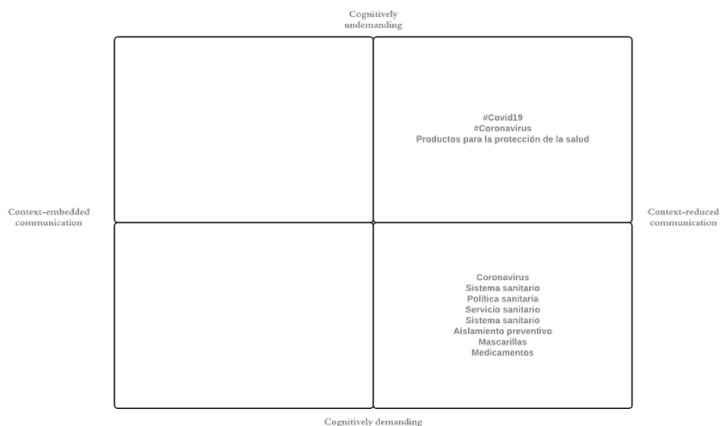 Cognitively
undemanding
#Covid19
#Coronavirus
Productos para la protección de la salud
Context-embedded
communication
Context-reduced
communication
Coronavirus
Sistema sanitario
Política sanitaria
Servicio sanitario
Sistema sanitario
Aislamiento preventivo
Mascarillas
Medicamentos
Cognitively demanding